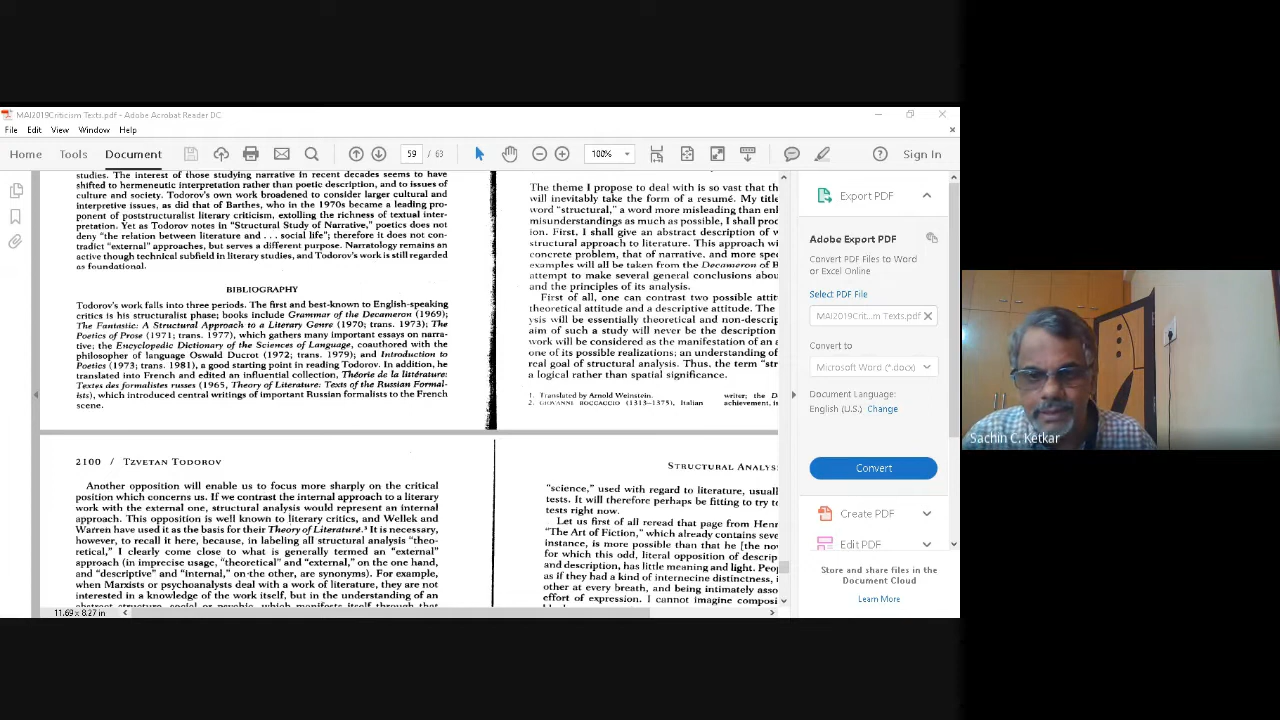 MAI2019Criticism Texts.pdf - Adobe Acrobat Reader DC
File Edit View Window Help
Home Tools Document 59 / 63 100% Sign In
studies. The interest of those studying narrative in recent decades seems to have
shifted to hermeneutic interpretation rather than poetic description, and to issues of
culture and society. Todorov's own work broadened to consider larger cultural and
interpretive issues, as did that of Barthes, who in the 1970s became a leading pro-
ponent of poststructuralist literary criticism, extolling the richness of textual inter-
pretation. Yet as Todorov notes in "Structural Study of Narrative," poetics does not
deny "the relation between literature and . . . social life"; therefore it does not con-
tradict "external" approaches, but serves a different purpose. Narratology remains an
active though technical subfield in literary studies, and Todorov's work is still regarded
as foundational.
BIBLIOGRAPHY
Todorov's work falls into three periods. The first and best-known to English-speaking
critics is his structuralist phase; books include Grammar of the Decameron (1969);
The Fantastic: A Structural Approach to a Literary Genre (1970; trans. 1973); The
Poetics of Prose (1971; trans. 1977), which gathers many important essays on narra-
tive; the Encyclopedic Dictionary of the Sciences of Language, coauthored with the
philosopher of language Oswald Ducrot (1972; trans. 1979); and Introduction to
Poetics (1973; trans. 1981), a good starting point in reading Todorov. In addition, he
translated into French and edited an influential collection, Théorie de la littérature:
Textes des formalistes russes (1965, Theory of Literature: Texts of the Russian Formal-
ists), which introduced central writings of important Russian formalists to the French
scene.
The theme I propose to deal with is so vast that th
will inevitably take the form of a resumé. My title
word "structural," a word more misleading than enl
misunderstandings as much as possible, I shall proc
ion. First, I shall give an abstract description of w
structural approach to literature. This approach wi
concrete problem, that of narrative, and more spec
examples will all be taken from the Decameron of B
attempt to make several general conclusions abou
and the principles of its analysis.
First of all, one can contrast two possible attit
theoretical attitude and a descriptive attitude. The
ysis will be essentially theoretical and non-descrip
aim of such a study will never be the description
work will be considered as the manifestation of an a
one of its possible realizations; an understanding of
real goal of structural analysis. Thus, the term "str
a logical rather than spatial significance.
1. Translated by Arnold Weinstein.
2. GIOVANNI BOCCACCIO (1313–1375), Italian
writer; the D
achievement, i
2100 / TZVETAN TODOROV
Another opposition will enable us to focus more sharply on the critical
position which concerns us. If we contrast the internal approach to a literary
work with the external one, structural analysis would represent an internal
approach. This opposition is well known to literary critics, and Wellek and
Warren have used it as the basis for their Theory of Literature.³ It is necessary,
however, to recall it here, because, in labeling all structural analysis "theo-
retical," I clearly come close to what is generally termed an "external"
approach (in imprecise usage, "theoretical" and "external," on the one hand,
and "descriptive" and "internal," on the other, are synonyms). For example,
when Marxists or psychoanalysts deal with a work of literature, they are not
interested in a knowledge of the work itself, but in the understanding of an
abstract structure, social or psychic, which manifests itself through that
STRUCTURAL ANALYS
"science," used with regard to literature, usuall
tests. It will therefore perhaps be fitting to try to
tests right now.
Let us first of all reread that page from Henr
"The Art of Fiction," which already contains seve
instance, is more possible than that he [the nov
for which this odd, literal opposition of descrip
and description, has little meaning and light. Peop
as if they had a kind of internecine distinctness, i
other at every breath, and being intimately asso
effort of expression. I cannot imagine composi
11.69 x 8.27 in
Export PDF
Adobe Export PDF
Convert PDF Files to Word
or Excel Online
Select PDF File
MAI2019Crit...m Texts.pdf
Convert to
Microsoft Word (*.docx)
Document Language:
English (U.S.) Change
Convert
Create PDF
Edit PDF
Store and share files in the
Document Cloud
Learn More
Sachin C. Ketkar